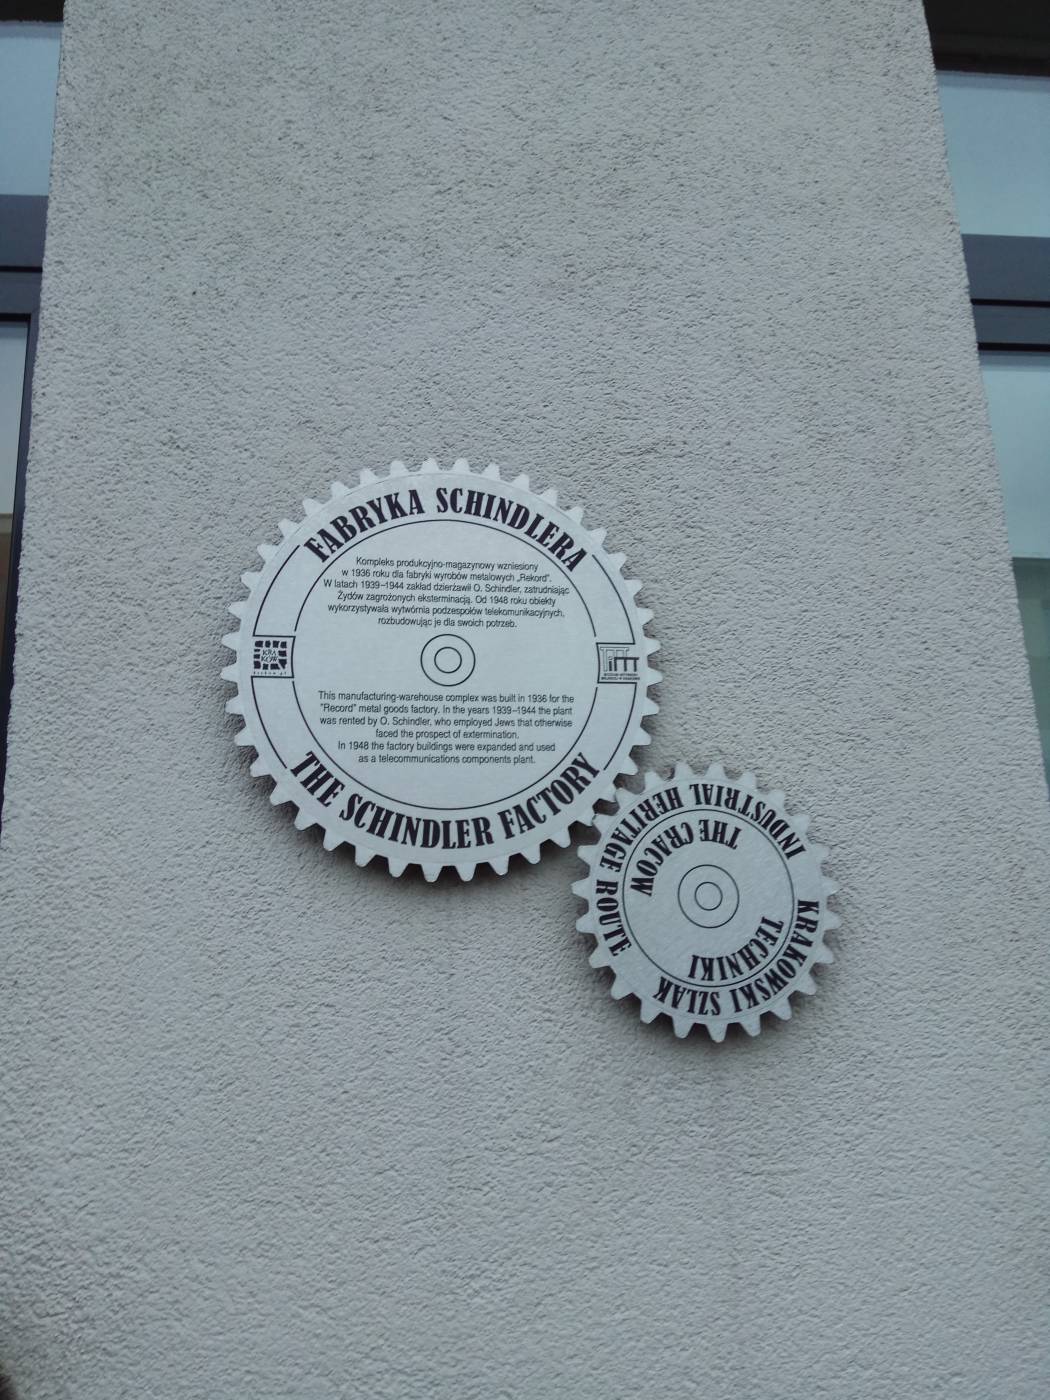 FABRYKA SCHINDLERA
Kompleks produkcyjno-magazynowy wzniesiony
w 1936 roku dla fabryki wyrobów metalowych „Rekord”.
W latach 1939–1944 zakład dzierżawił O. Schindler, zatrudniając
Żydów zagrożonych eksterminacją. Od 1948 roku obiekty
wykorzystywała wytwórnia podzespołów telekomunikacyjnych,
rozbudowując je dla swoich potrzeb.
KRA
KÓW
This manufacturing-warehouse complex was built in 1936 for the
"Record" metal goods factory. In the years 1939–1944 the plant
was rented by O. Schindler, who employed Jews that otherwise
faced the prospect of extermination.
In 1948 the factory buildings were expanded and used
as a telecommunications components plant.
THE SCHINDLER FACTORY
KRAKOWSKI SZLAK
TECHNIKI
THE CRACOW
INDUSTRIAL HERITAGE ROUTE